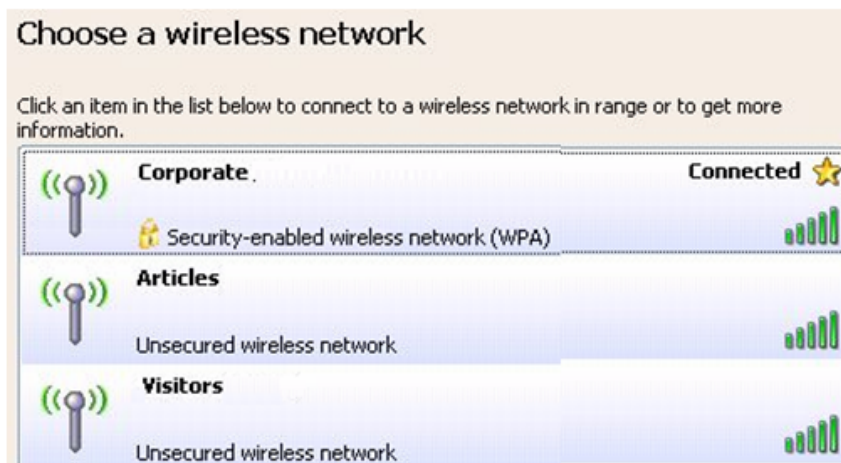 Choose a wireless network
Click an item in the list below to connect to a wireless network in range or to get more
information.
Corporate.
Connected
Security-enabled wireless network (WPA)
Articles
Unsecured wireless network
Visitors
Unsecured wireless network